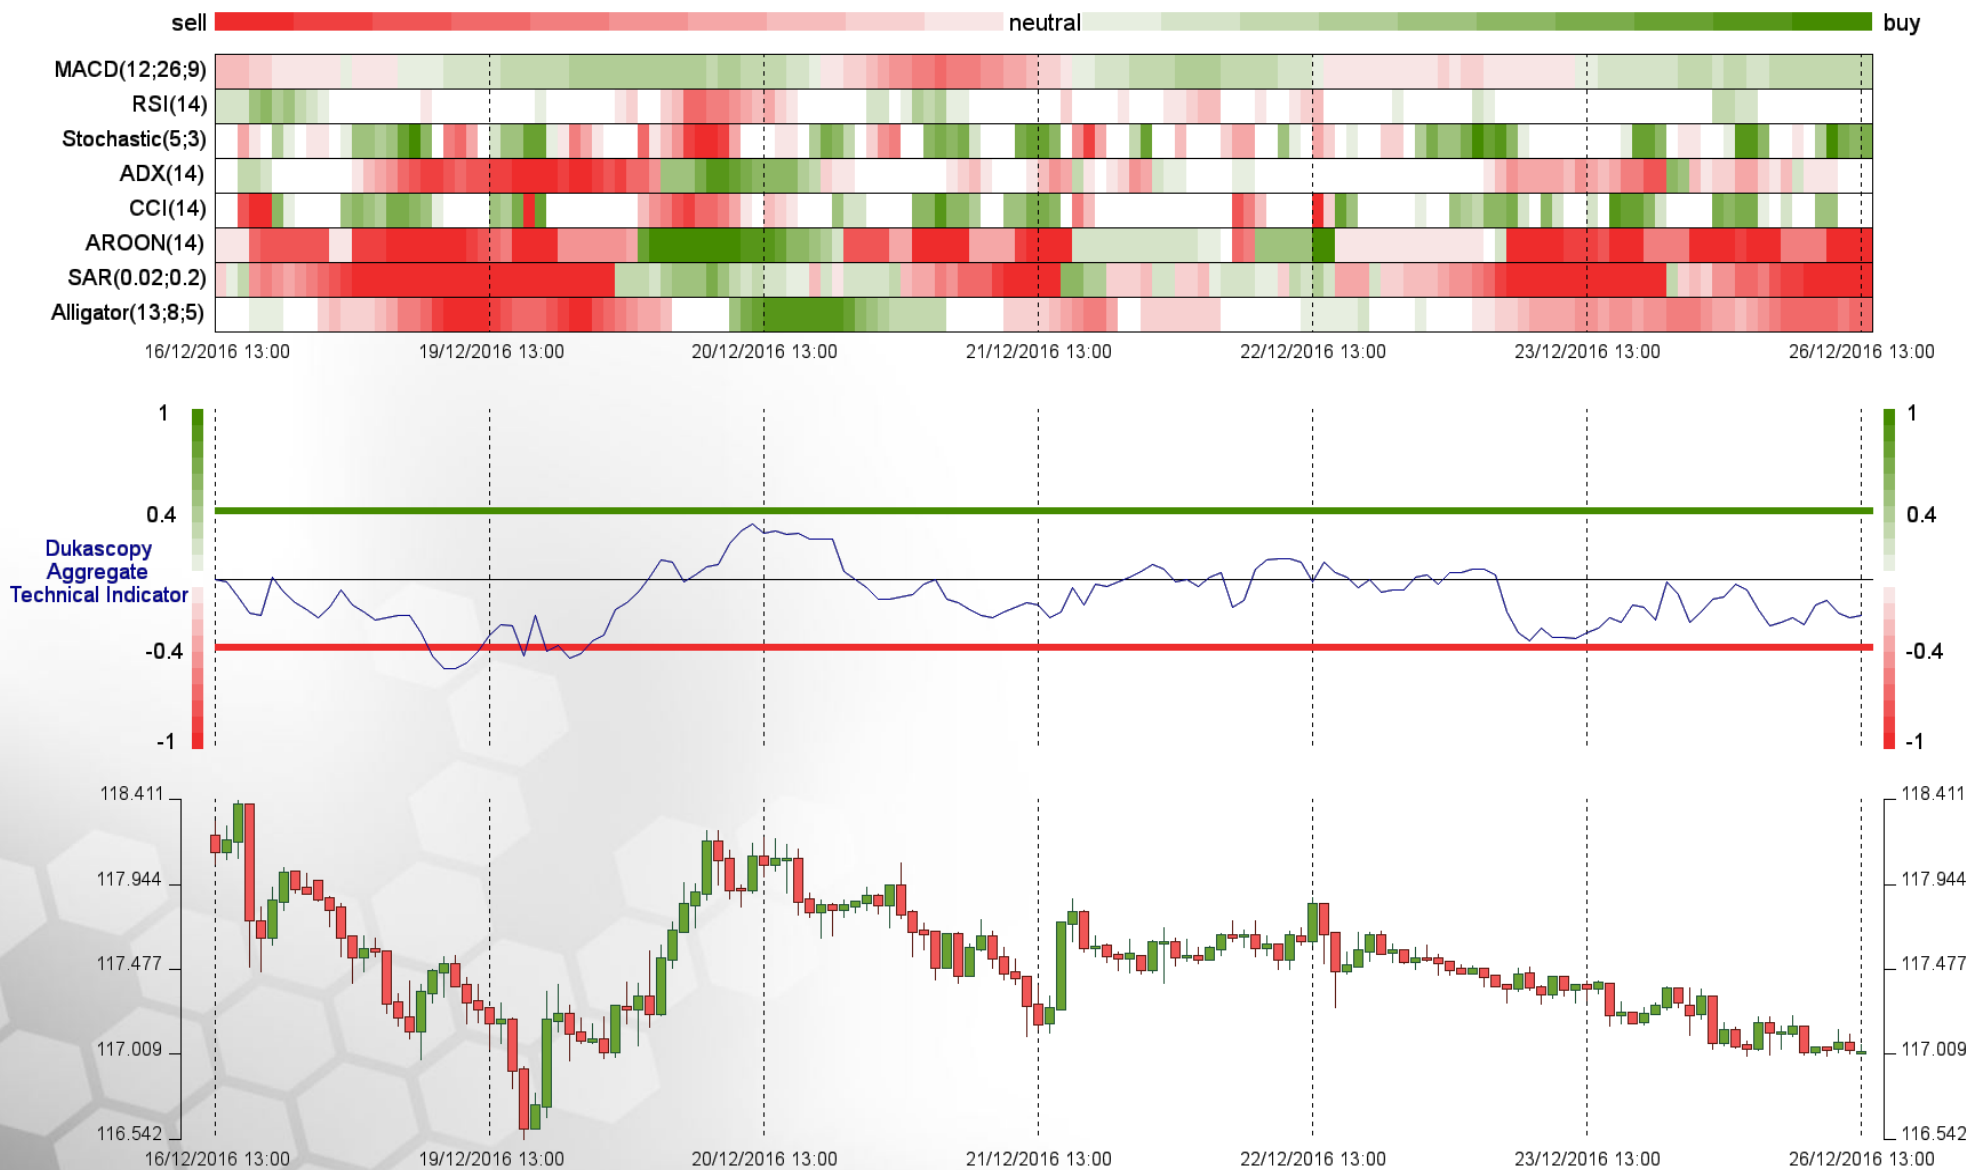 sell neutral buy
MACD(12;26;9)
RSI(14)
Stochastic(5;3)
ADX(14)
CCI(14)
AROON(14)
SAR(0.02;0.2)
Alligator(13;8;5)
16/12/2016 13:00 19/12/2016 13:00 20/12/2016 13:00 21/12/2016 13:00 22/12/2016 13:00 23/12/2016 13:00 26/12/2016 13:00
1 1
0.4 0.4
Dukascopy
Aggregate
Technical Indicator
-0.4 -0.4
-1 -1
118.411 118.411
117.944 117.944
117.477 117.477
117.009 117.009
116.542 116.542
16/12/2016 13:00 19/12/2016 13:00 20/12/2016 13:00 21/12/2016 13:00 22/12/2016 13:00 23/12/2016 13:00 26/12/2016 13:00